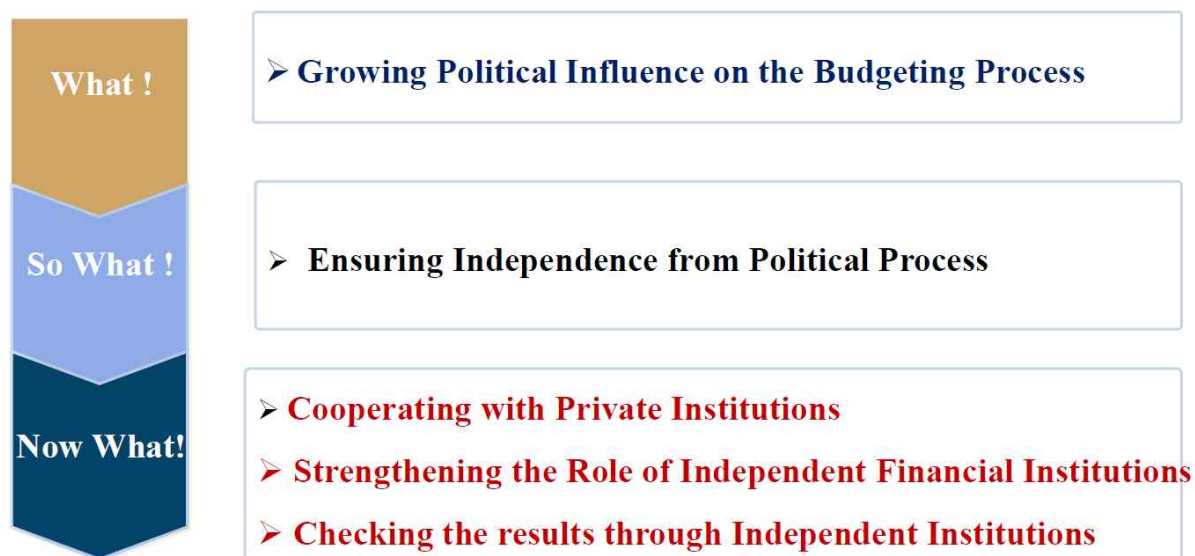 What !
➢ Growing Political Influence on the Budgeting Process
So What !
➢ Ensuring Independence from Political Process
Now What!
➢ Cooperating with Private Institutions
➢ Strengthening the Role of Independent Financial Institutions
➢ Checking the results through Independent Institutions